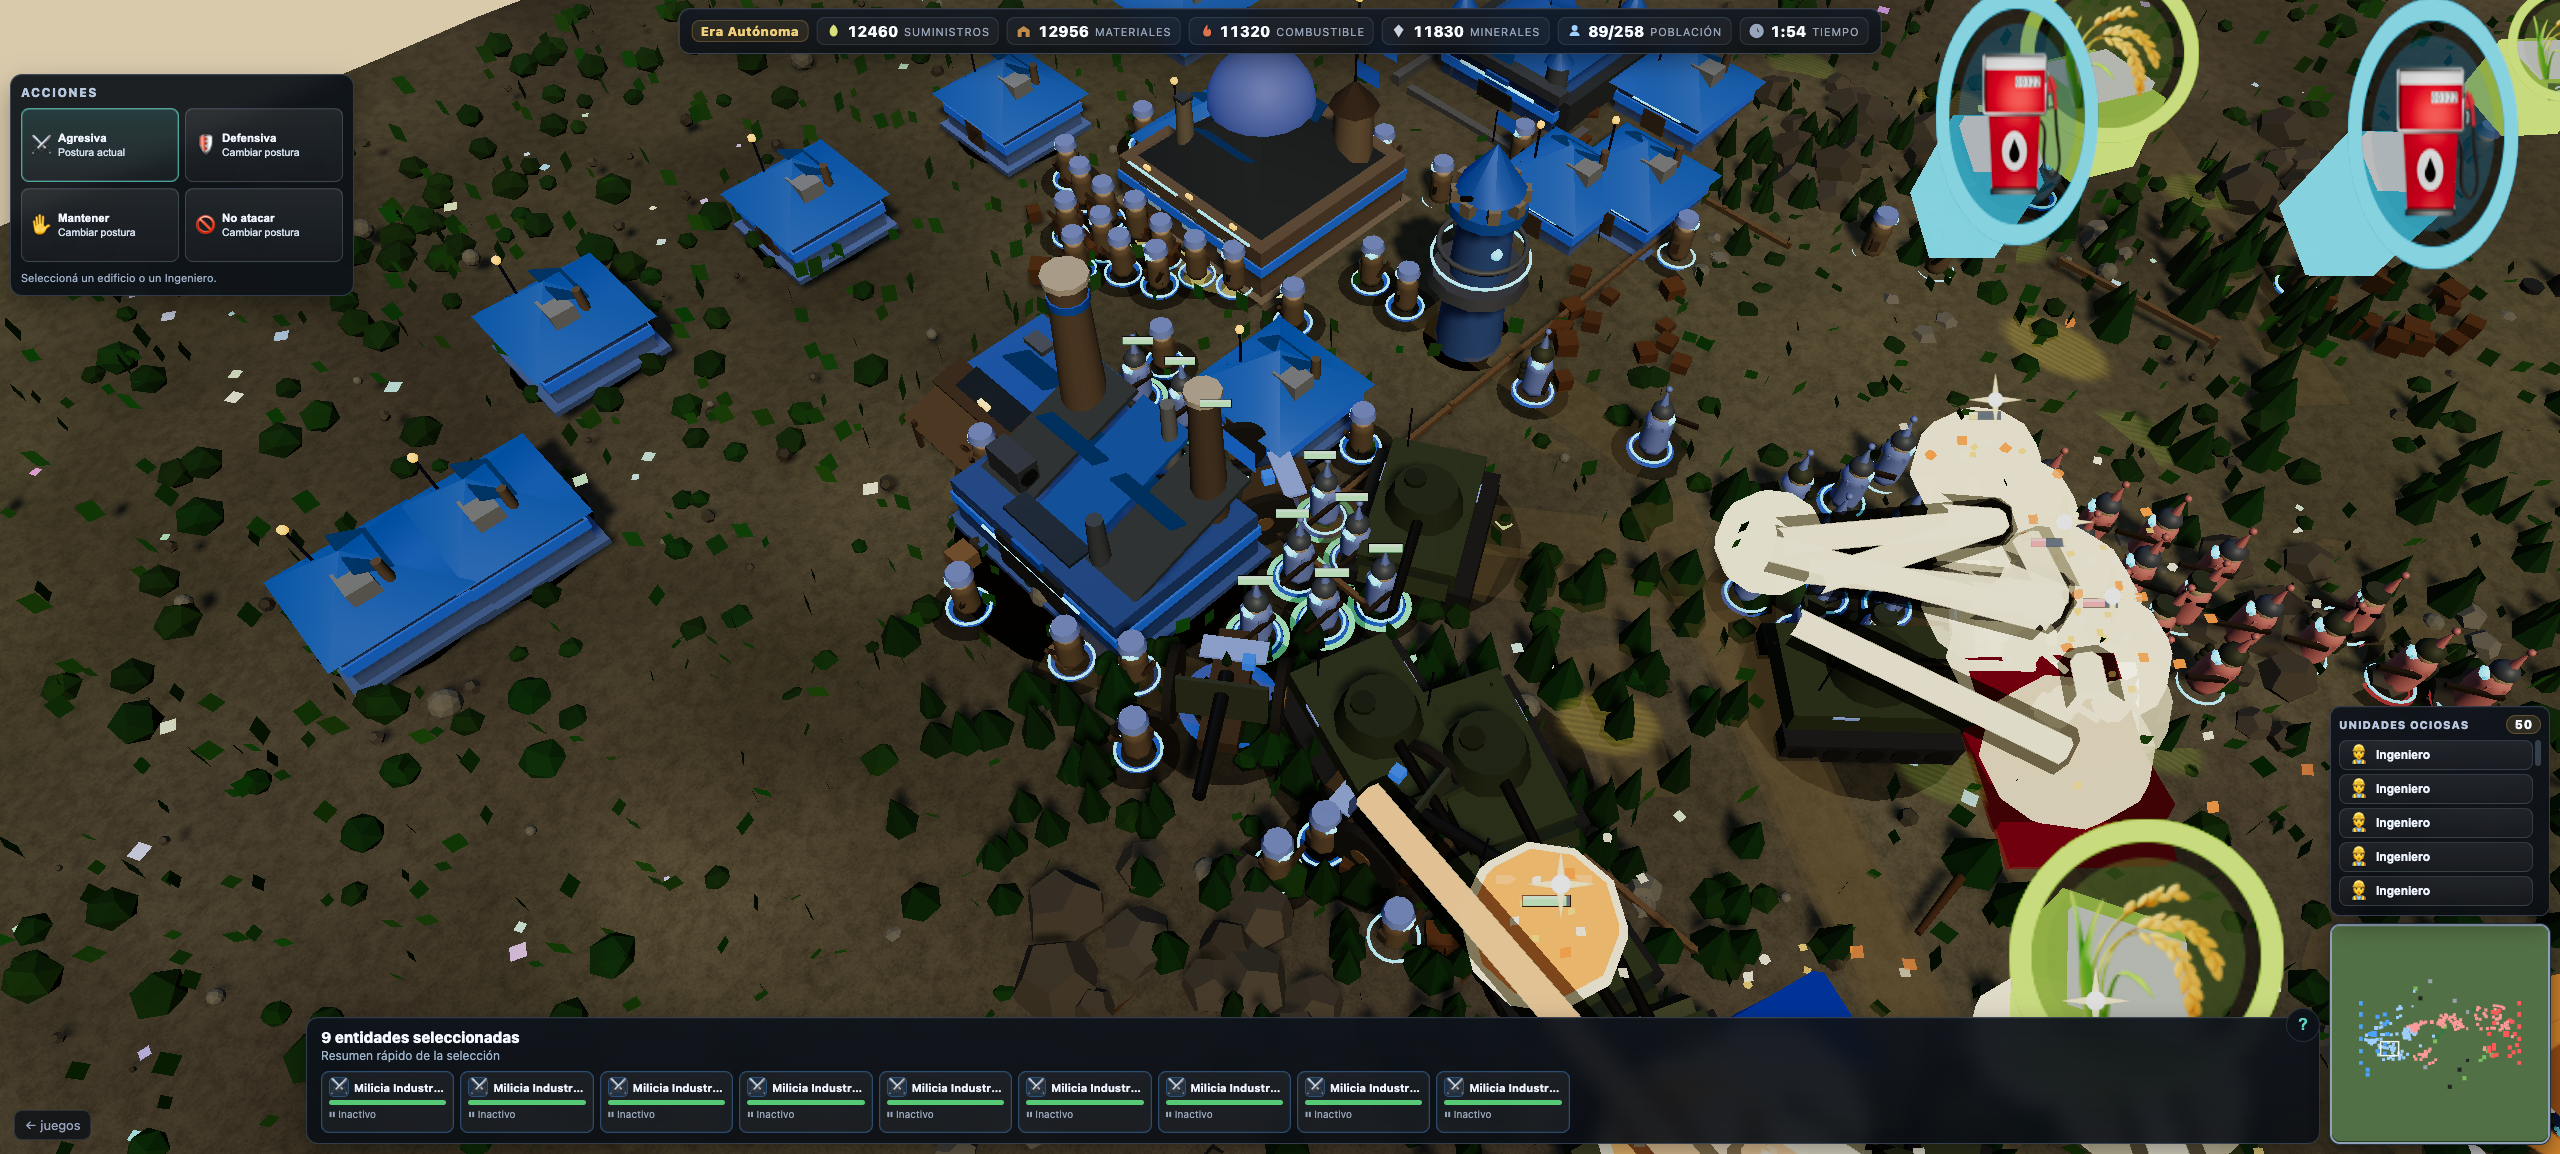 Era Autónoma
12460 SUMINISTROS
12956 MATERIALES
11320 COMBUSTIBLE
11830 MINERALES
89/258 POBLACIÓN
1:54 TIEMPO
ACCIONES
Agresiva
Postura actual
Defensiva
Cambiar postura
Mantener
Cambiar postura
No atacar
Cambiar postura
Seleccioná un edificio o un Ingeniero.
UNIDADES OCIOSAS 50
Ingeniero
Ingeniero
Ingeniero
Ingeniero
Ingeniero
9 entidades seleccionadas
Resumen rápido de la selección
?
Milicia Industr...
Inactivo
Milicia Industr...
Inactivo
Milicia Industr...
Inactivo
Milicia Industr...
Inactivo
Milicia Industr...
Inactivo
Milicia Industr...
Inactivo
Milicia Industr...
Inactivo
Milicia Industr...
Inactivo
Milicia Industr...
Inactivo
← juegos